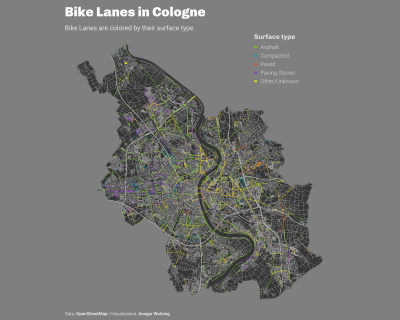 Bike Lanes in Cologne
Bike Lanes are colored by their surface type
Surface type
Asphalt
Compacted
Paved
Paving Stones
Other/Unknown
Data: OpenStreetMap | Visualization: Ansgar Wolsing